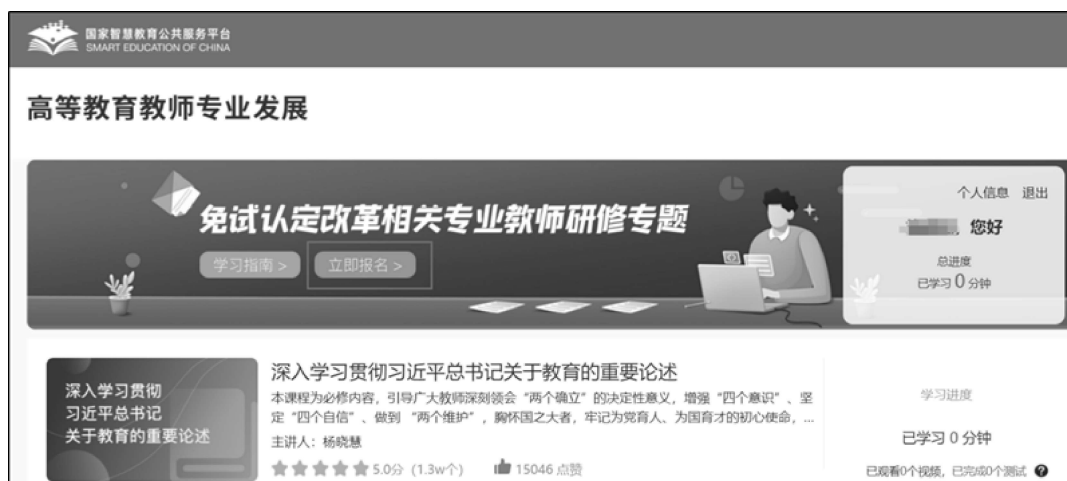 国家智慧教育公共服务平台
SMART EDUCATION OF CHINA
高等教育教师专业发展
免试认定改革相关专业教师研修专题
学习指南 >
立即报名 >
个人信息 退出
您好
总进度
已学习 0 分钟
深入学习贯彻
习近平总书记
关于教育的重要论述
深入学习贯彻习近平总书记关于教育的重要论述
本课程为必修内容，引导广大教师深刻领会“两个确立”的决定性意义，增强“四个意识”、坚
定“四个自信”、做到 “两个维护”，胸怀国之大者，牢记为党育人、为国育才的初心使命，...
主讲人：杨晓慧
5.0分 (1.3w个) 15046 点赞
学习进度
已学习 0 分钟
已观看0个视频，已完成0个测试 ?